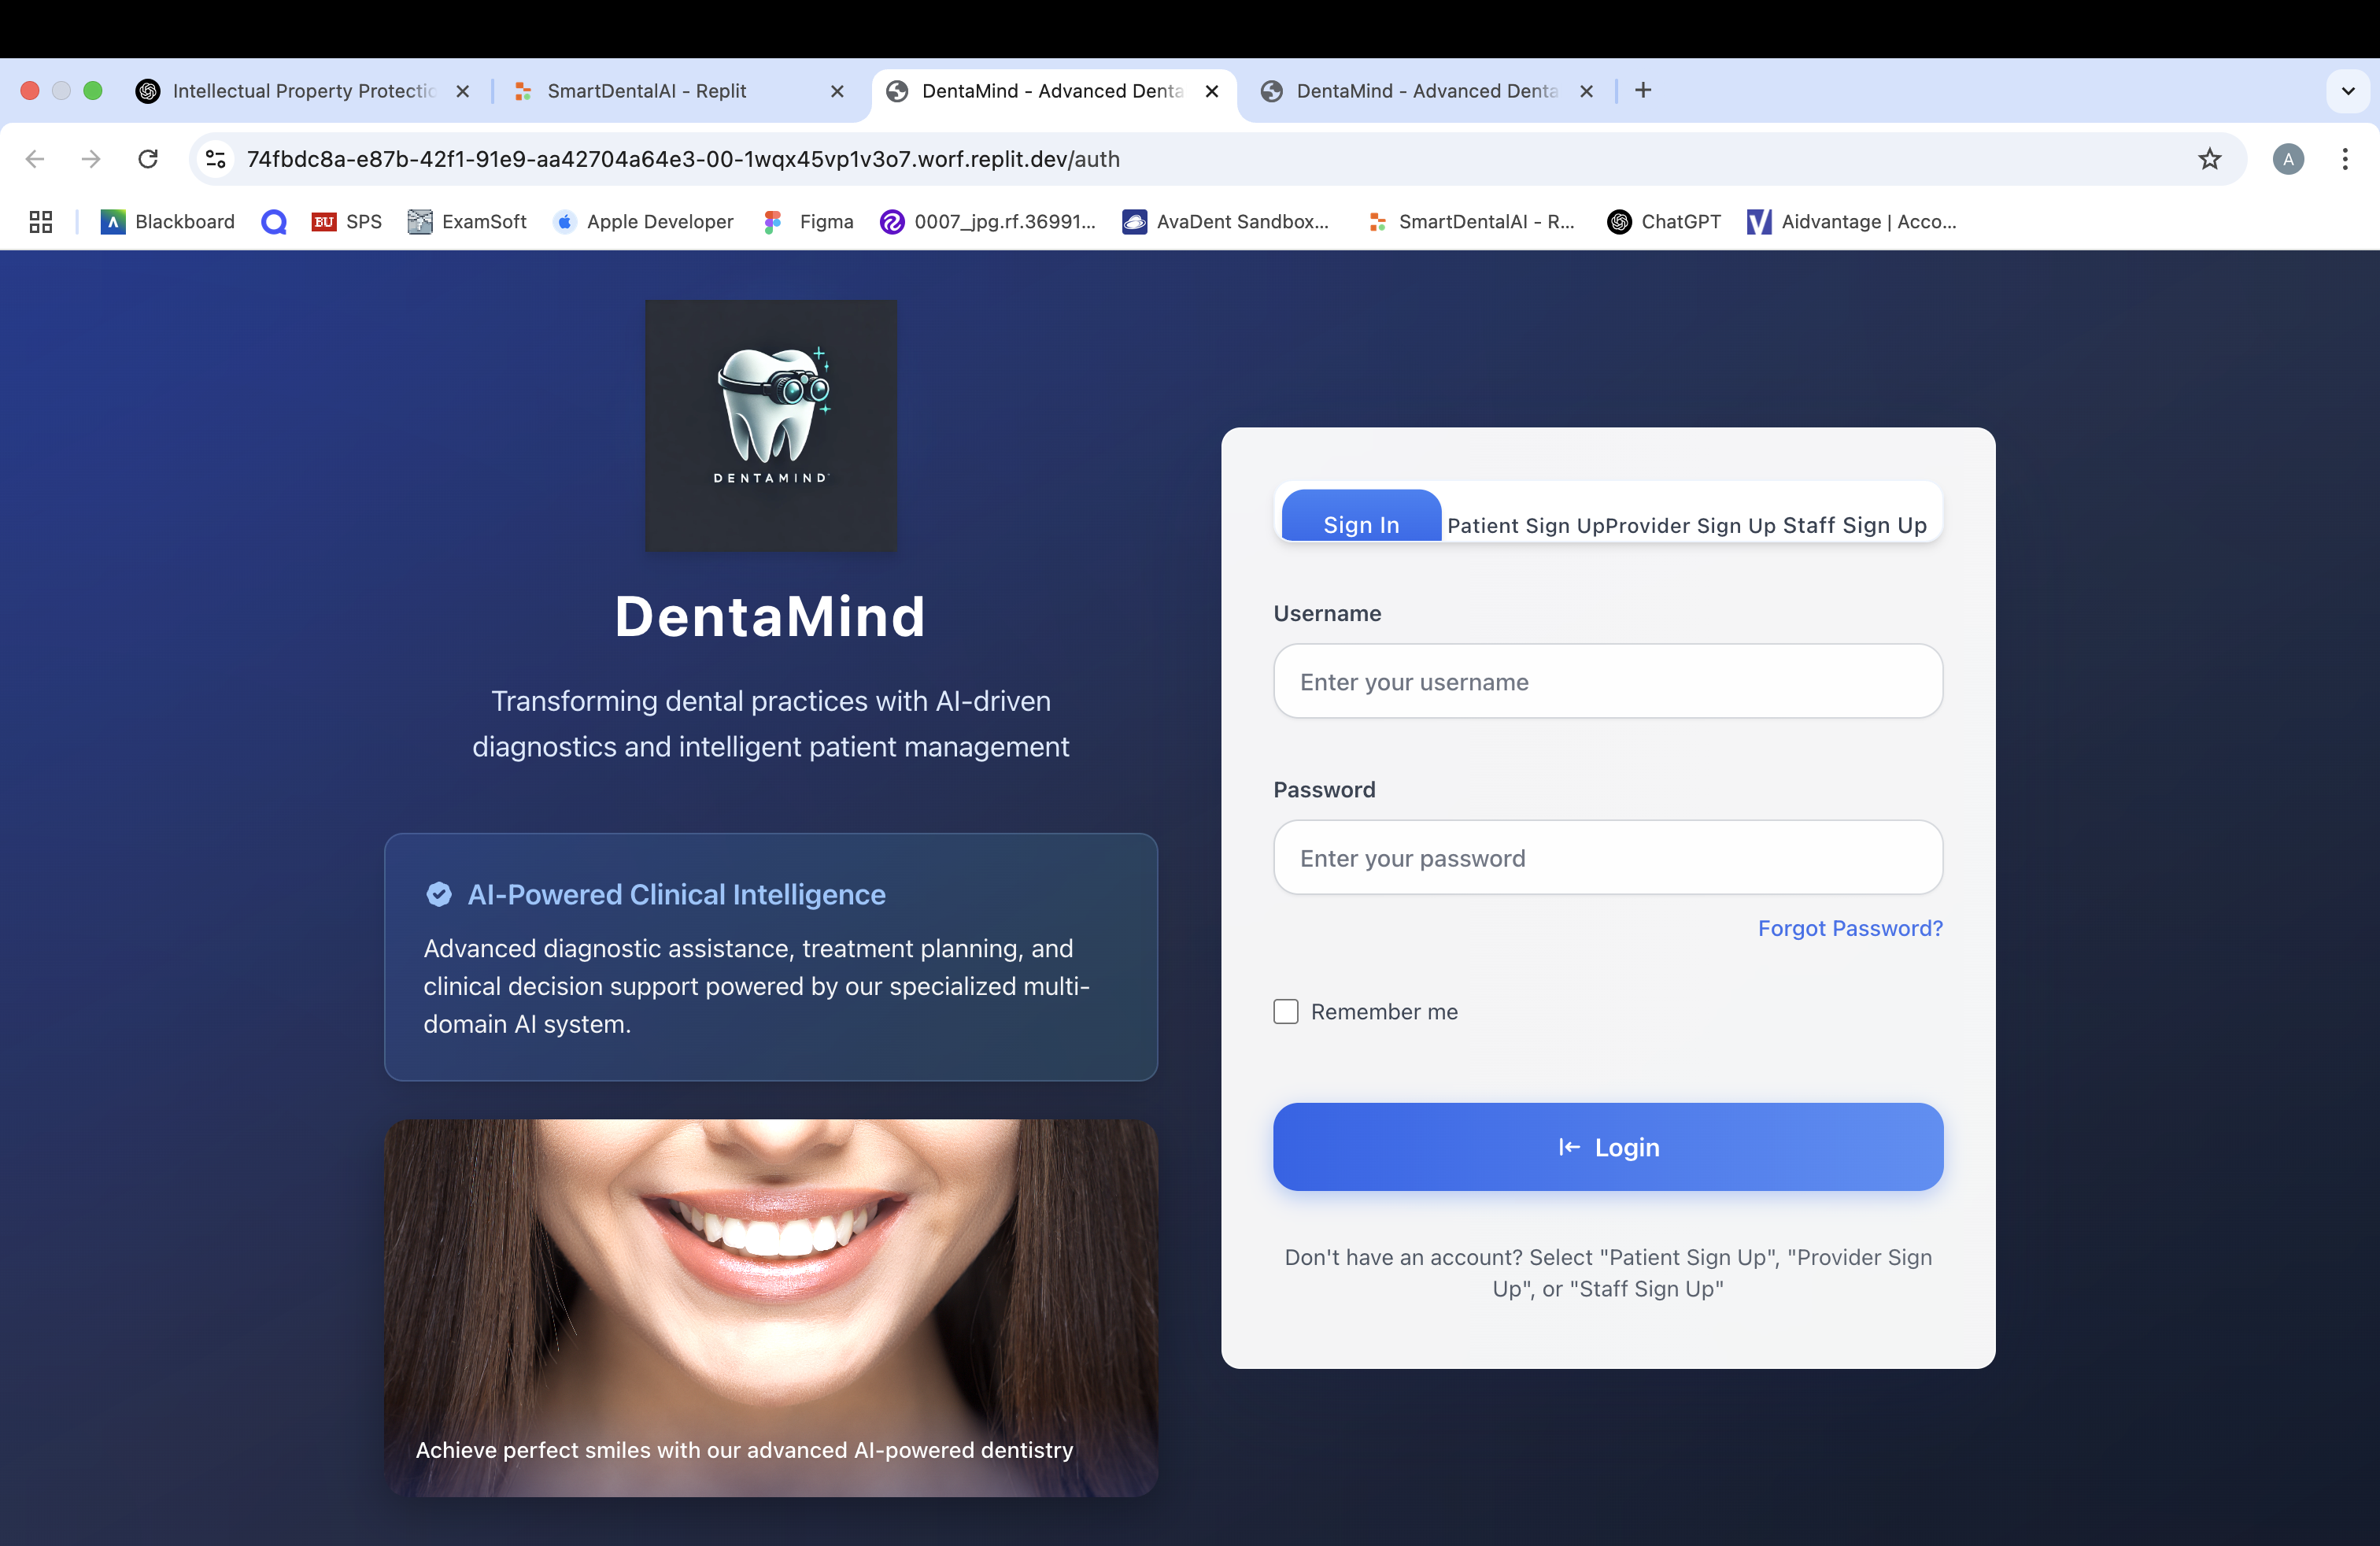 Intellectual Property Protectic
SmartDentalAI - Replit
DentaMind - Advanced Denta
DentaMind - Advanced Denta
74fbdc8a-e87b-42f1-91e9-aa42704a64e3-00-1wqx45vp1v3o7.worf.replit.dev/auth
A
Blackboard
BU SPS
ExamSoft
Apple Developer
Figma
0007_jpg.rf.36991...
AvaDent Sandbox...
SmartDentalAI - R...
ChatGPT
Aidvantage | Acco...
DENTAMIND
DentaMind
Transforming dental practices with AI-driven
diagnostics and intelligent patient management
AI-Powered Clinical Intelligence
Advanced diagnostic assistance, treatment planning, and
clinical decision support powered by our specialized multi-
domain AI system.
Achieve perfect smiles with our advanced AI-powered dentistry
Sign In
Patient Sign Up
Provider Sign Up
Staff Sign Up
Username
Enter your username
Password
Enter your password
Forgot Password?
Remember me
Login
Don't have an account? Select "Patient Sign Up", "Provider Sign
Up", or "Staff Sign Up"